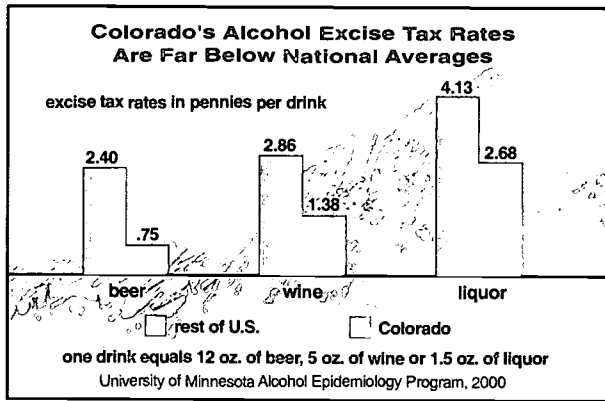 Colorado's Alcohol Excise Tax Rates
Are Far Below National Averages
excise tax rates in pennies per drink
4.13
2.86
2.68
2.40
1.38
.75
beer wine liquor
rest of U.S. Colorado
one drink equals 12 oz. of beer, 5 oz. of wine or 1.5 oz. of liquor
University of Minnesota Alcohol Epidemiology Program, 2000